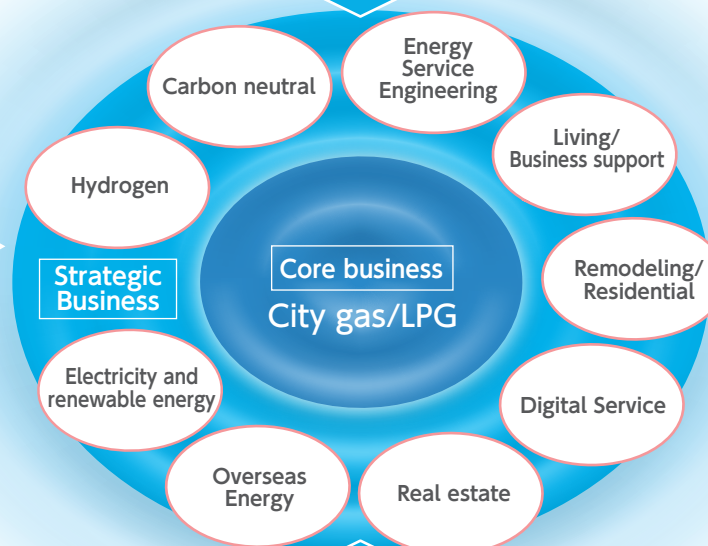 Energy
Service
Engineering
Carbon neutral
Living/
Business support
Hydrogen
Strategic
Business
Core business
City gas/LPG
Remodeling/
Residential
Electricity and
renewable energy
Digital Service
Overseas
Energy
Real estate